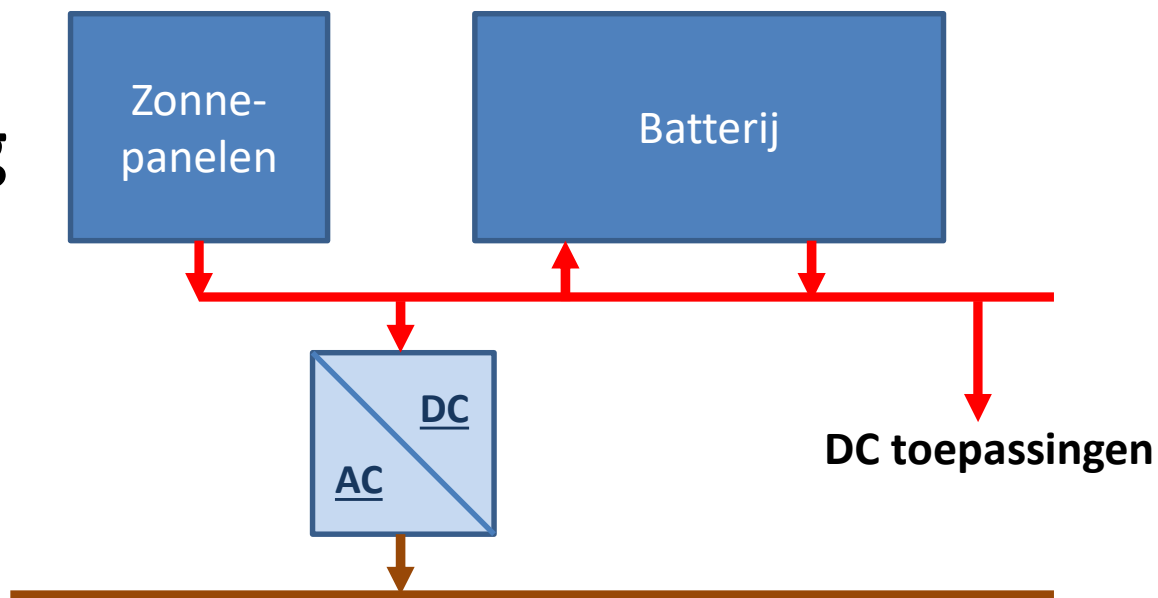 Zonne-
panelen
Batterij
g
DC
AC
DC toepassingen